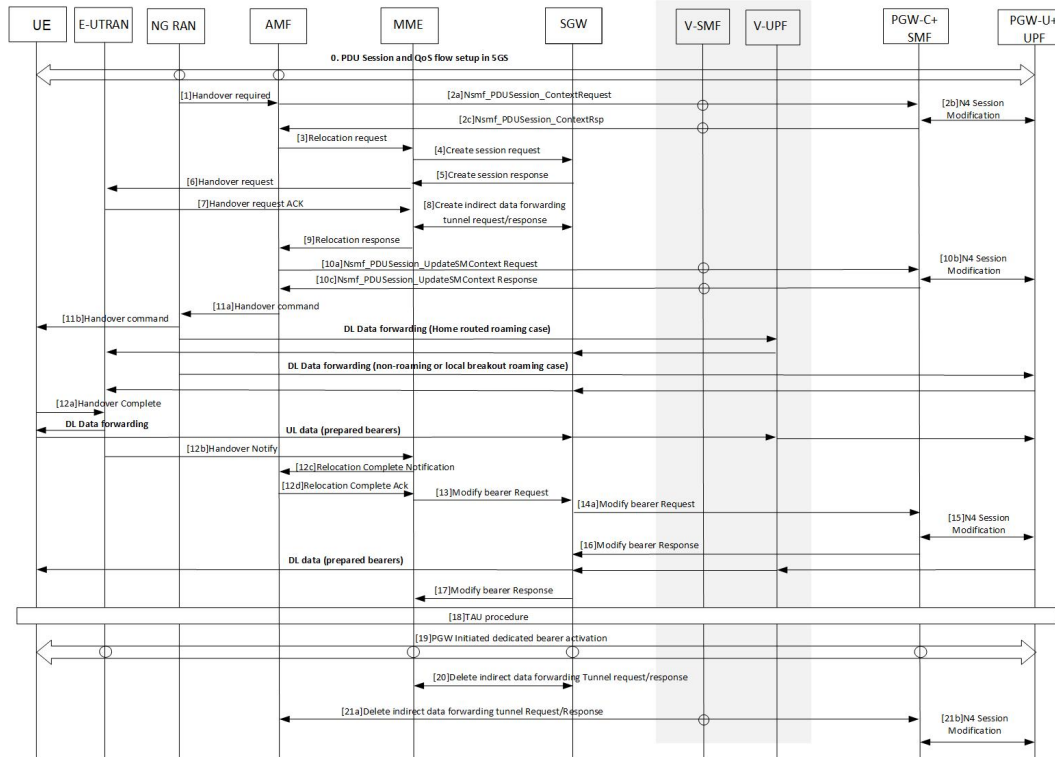 UE
E-UTRAN
NG RAN
AMF
MME
SGW
V-SMF
V-UPF
PGW-C+
SMF
PGW-U+
UPF
0. PDU Session and QoS flow setup in 5GS
[1]Handover required
[2a]Nsmf_PDUSession_ContextRequest
[2b]N4 Session
Modification
[2c]Nsmf_PDUSession_ContextRsp
[3]Relocation request
[4]Create session request
[5]Create session response
[6]Handover request
[7]Handover request ACK
[8]Create indirect data forwarding
tunnel request/response
[9]Relocation response
[10a]Nsmf_PDUSession_UpdateSMContext Request
[10b]N4 Session
Modification
[10c]Nsmf_PDUSession_UpdateSMContext Response
[11a]Handover command
[11b]Handover command
DL Data forwarding (Home routed roaming case)
DL Data forwarding (non-roaming or local breakout roaming case)
[12a]Handover Complete
DL Data forwarding
UL data (prepared bearers)
[12b]Handover Notify
[12c]Relocation Complete Notification
[12d]Relocation Complete Ack
[13]Modify bearer Request
[14a]Modify bearer Request
[15]N4 Session
Modification
[16]Modify bearer Response
DL data (prepared bearers)
[17]Modify bearer Response
[18]TAU procedure
[19]PGW Initiated dedicated bearer activation
[20]Delete indirect data forwarding Tunnel request/response
[21a]Delete indirect data forwarding tunnel Request/Response
[21b]N4 Session
Modification